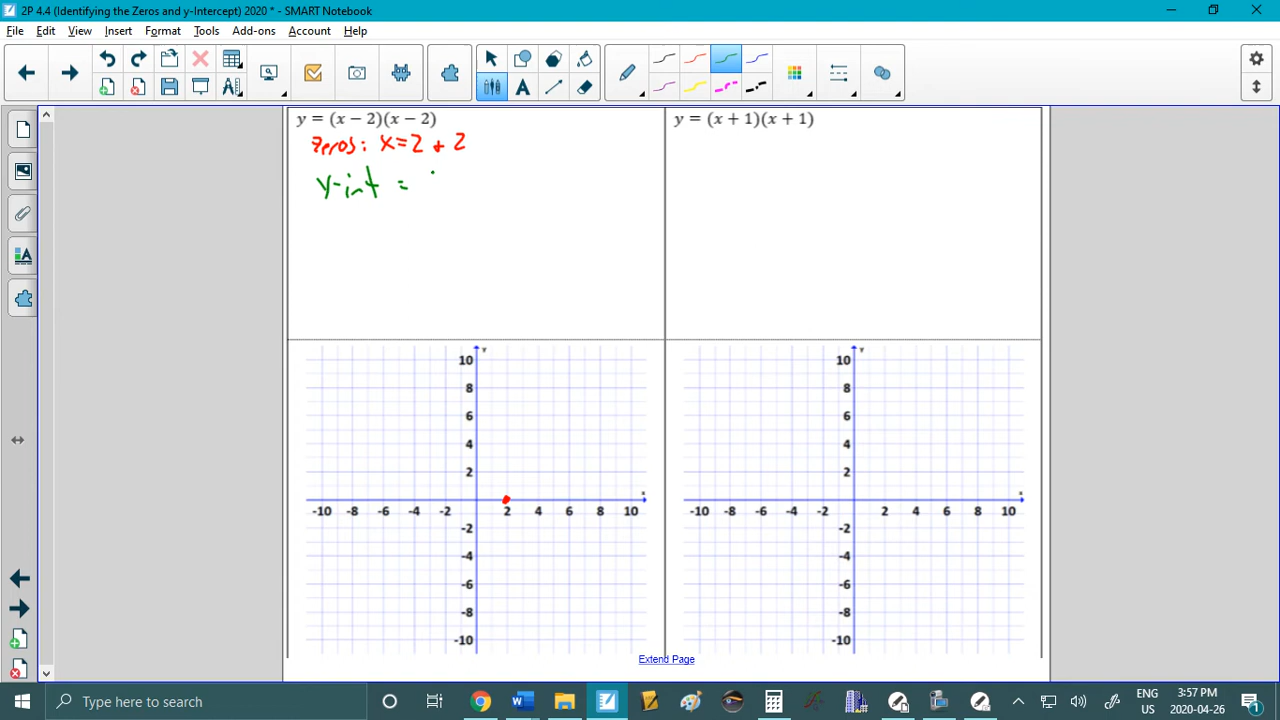 2P 4.4 (Identifying the Zeros and y-Intercept) 2020 * - SMART Notebook
File Edit View Insert Format Tools Add-ons Account Help
y = (x − 2)(x − 2)
zeros: x=2 + 2
y-int =
y = (x + 1)(x + 1)
y
10
8
6
4
2
x
-10 -8 -6 -4 -2 2 4 6 8 10
-2
-4
-6
-8
-10
y
10
8
6
4
2
x
-10 -8 -6 -4 -2 2 4 6 8 10
-2
-4
-6
-8
-10
Extend Page
Type here to search
ENG
US
3:57 PM
2020-04-26
1